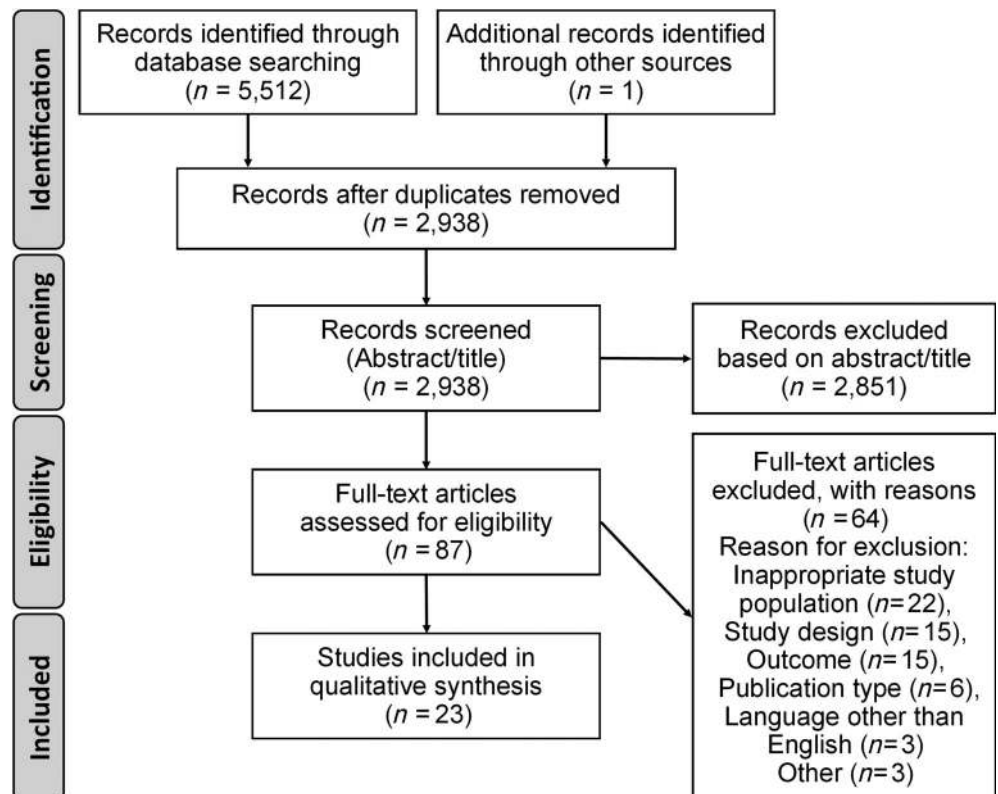 Identification
Records identified through
database searching
(n = 5,512)
Additional records identified
through other sources
(n = 1)
Records after duplicates removed
(n = 2,938)
Screening
Records screened
(Abstract/title)
(n = 2,938)
Records excluded
based on abstract/title
(n = 2,851)
Eligibility
Full-text articles
assessed for eligibility
(n = 87)
Full-text articles
excluded, with reasons
(n = 64)
Reason for exclusion:
Inappropriate study
population (n= 22),
Study design (n= 15),
Outcome (n= 15),
Publication type (n= 6),
Language other than
English (n= 3)
Other (n= 3)
Included
Studies included in
qualitative synthesis
(n = 23)